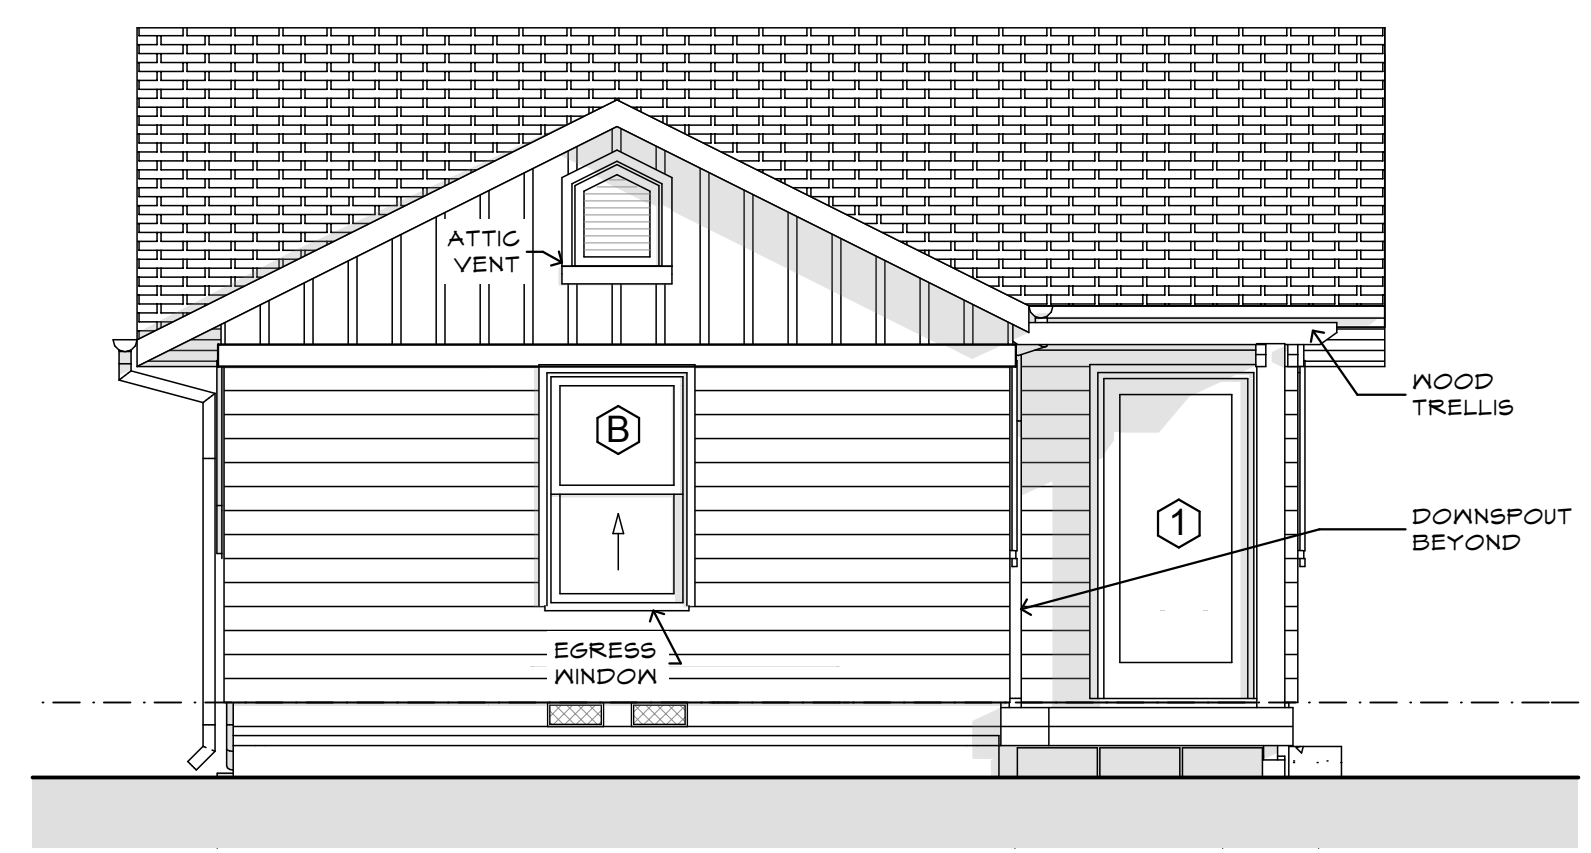 ATTIC
VENT
WOOD
TRELLIS
B
1
DOWNSPOUT
BEYOND
EGRESS
WINDOW